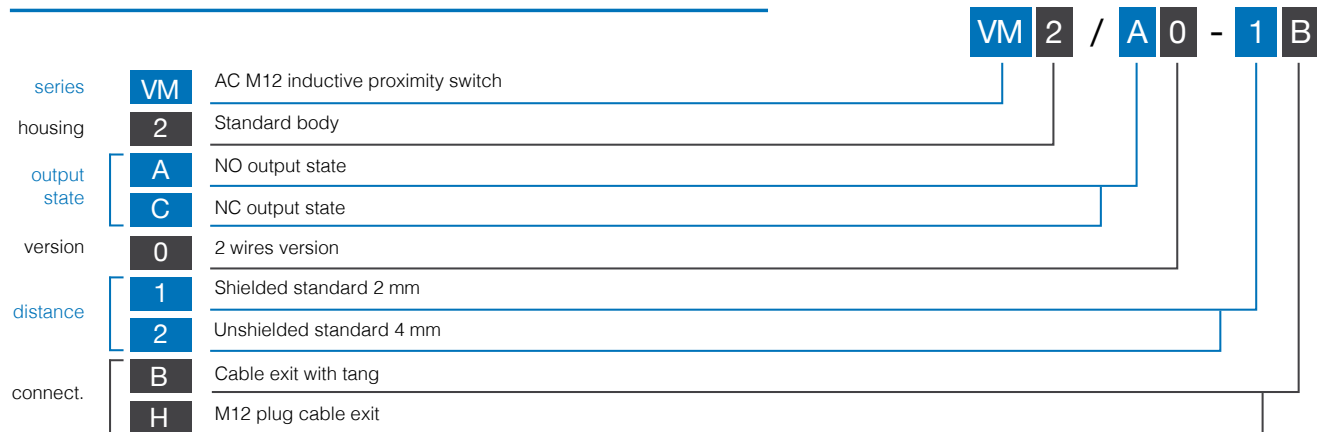 VM 2 / A 0 - 1 B
series VM AC M12 inductive proximity switch
housing 2 Standard body
output state
A NO output state
C NC output state
version 0 2 wires version
distance
1 Shielded standard 2 mm
2 Unshielded standard 4 mm
connect.
B Cable exit with tang
H M12 plug cable exit